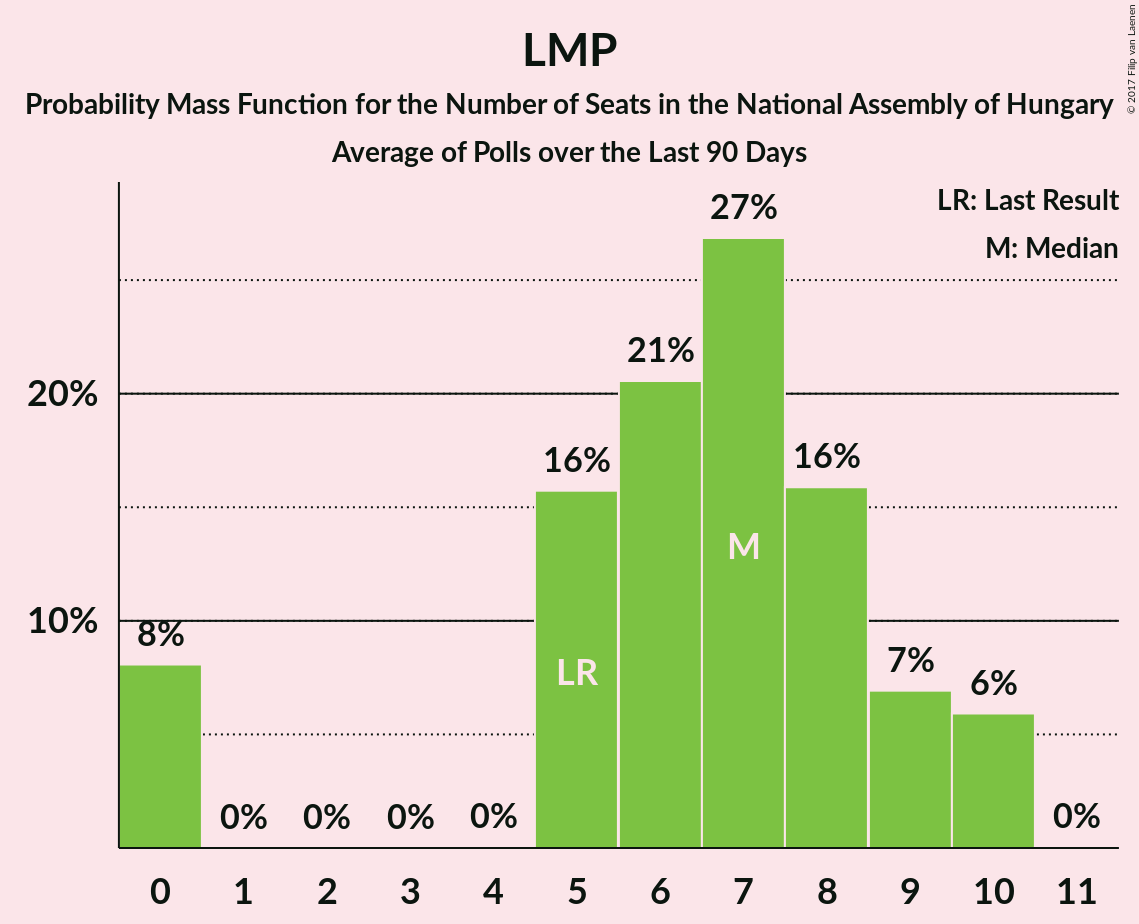 LMP
Probability Mass Function for the Number of Seats in the National Assembly of Hungary
Average of Polls over the Last 90 Days
© 2017 Filip van Laenen
LR: Last Result
M: Median
27%
21%
20%
16%
16%
M
10%
8%
LR
7%
6%
0%
0%
0%
0%
0%
0 1 2 3 4 5 6 7 8 9 10 11